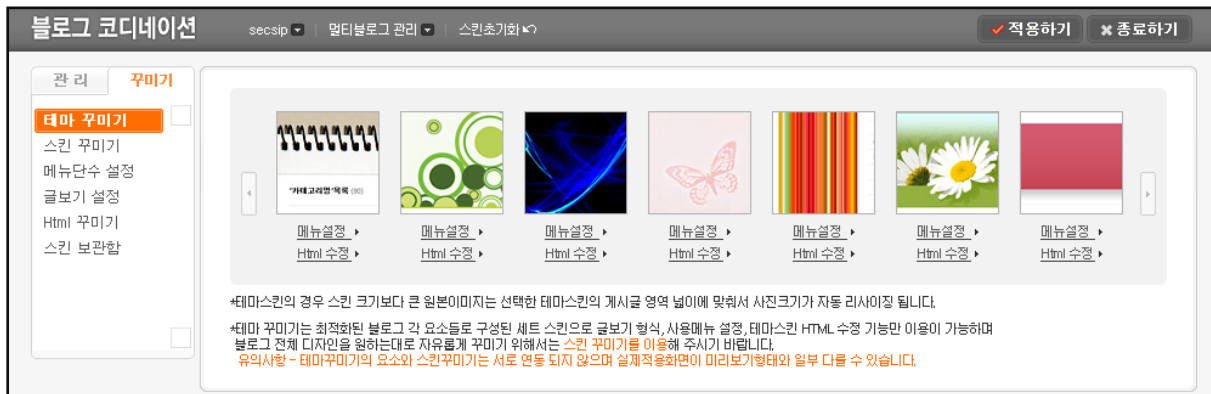 블로그 코디네이션
secsip
멀티블로그 관리
스킨초기화
적용하기
종료하기
관리
꾸미기
테마 꾸미기
스킨 꾸미기
메뉴단수 설정
글보기 설정
Html 꾸미기
스킨 보관함
'카테고리명'목록 (80)
메뉴설정 메뉴설정 메뉴설정 메뉴설정 메뉴설정 메뉴설정 메뉴설정
Html 수정 Html 수정 Html 수정 Html 수정 Html 수정 Html 수정 Html 수정
*테마스킨의 경우 스킨 크기보다 큰 원본이미지는 선택한 테마스킨의 게시글 영역 넓이에 맞춰서 사진크기가 자동 리사이징 됩니다.
*테마 꾸미기는 최적화된 블로그 각 요소들로 구성된 세트 스킨으로 글보기 형식, 사용메뉴 설정, 테마스킨 HTML 수정 기능만 이용이 가능하며
블로그 전체 디자인을 원하는대로 자유롭게 꾸미기 위해서는 스킨 꾸미기를 이용해 주시기 바랍니다.
유의사항 - 테마꾸미기의 요소와 스킨꾸미기는 서로 연동 되지 않으며 실제적용화면이 미리보기형태와 일부 다를 수 있습니다.